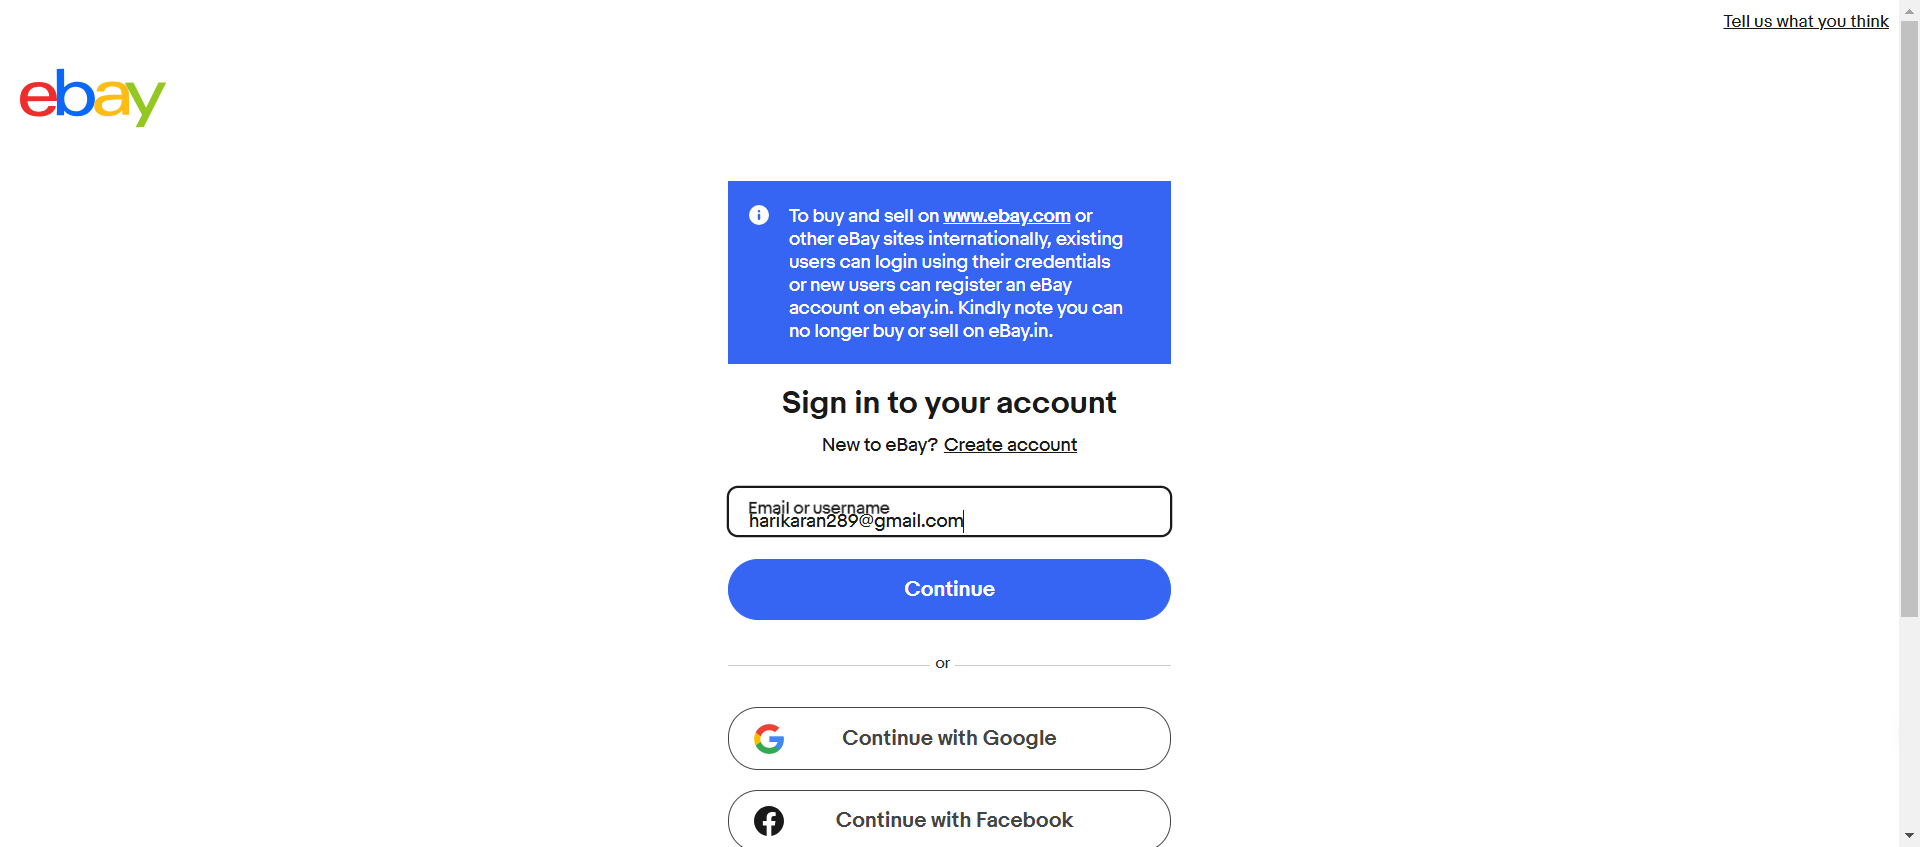 Tell us what you think
ebay
To buy and sell on www.ebay.com or
other eBay sites internationally, existing
users can login using their credentials
or new users can register an eBay
account on ebay.in. Kindly note you can
no longer buy or sell on eBay.in.
Sign in to your account
New to eBay? Create account
Email or username
harikaran289@gmail.com
Continue
or
Continue with Google
Continue with Facebook